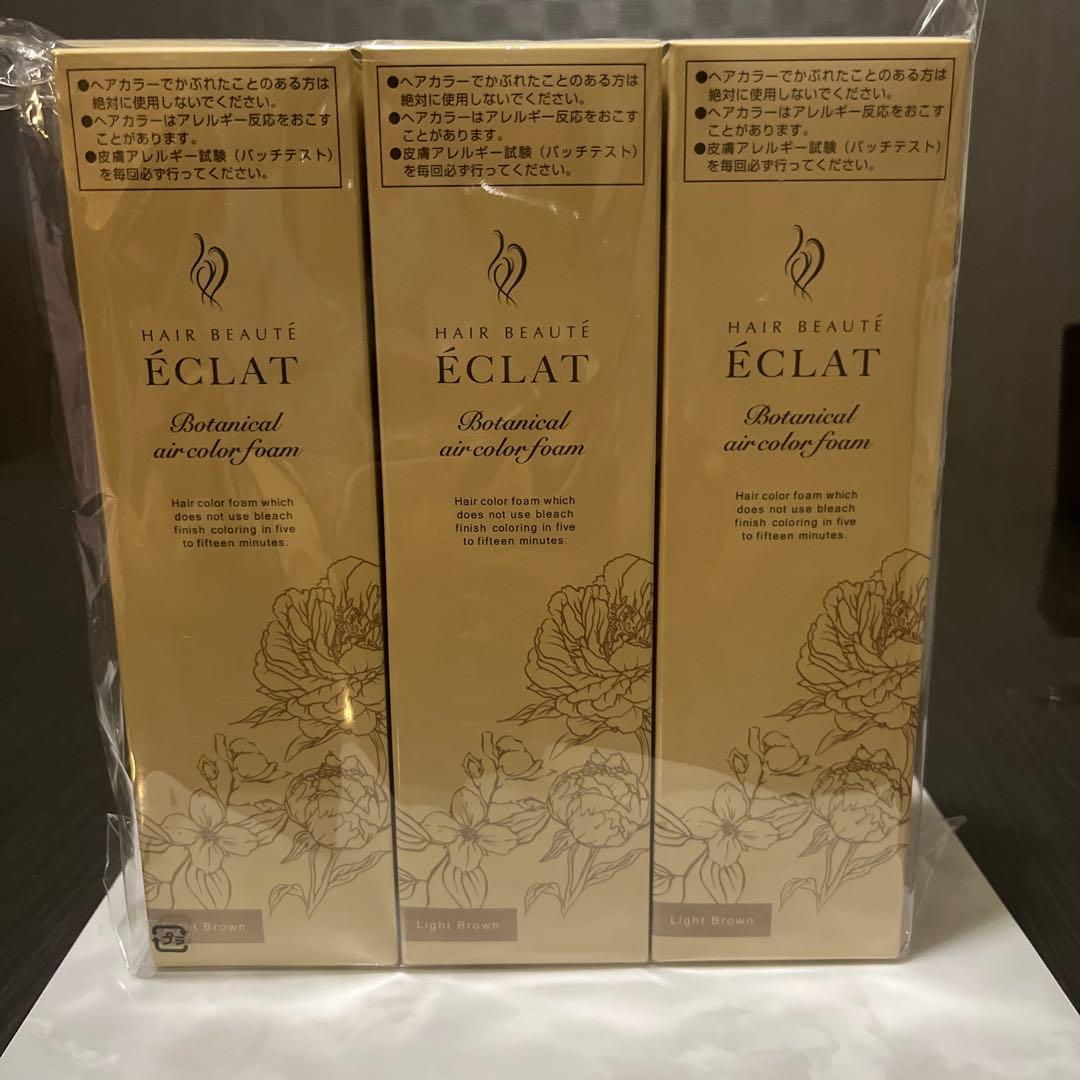 ●ヘアカラーでかぶれたことのある方は
絶対に使用しないでください。
●ヘアカラーはアレルギー反応をおこす
ことがあります。
●皮膚アレルギー試験（パッチテスト）
を毎回必ず行ってください。
HAIR BEAUTÉ
ÉCLAT
Botanical
air color foam
Hair color foam which
does not use bleach
finish coloring in five
to fifteen minutes.
Light Brown
プラ
●ヘアカラーでかぶれたことのある方は
絶対に使用しないでください。
●ヘアカラーはアレルギー反応をおこす
ことがあります。
●皮膚アレルギー試験（パッチテスト）
を毎回必ず行ってください。
HAIR BEAUTÉ
ÉCLAT
Botanical
air color foam
Hair color foam which
does not use bleach
finish coloring in five
to fifteen minutes.
Light Brown
●ヘアカラーでかぶれたことのある方は
絶対に使用しないでください。
●ヘアカラーはアレルギー反応をおこす
ことがあります。
●皮膚アレルギー試験（パッチテスト）
を毎回必ず行ってください。
HAIR BEAUTÉ
ÉCLAT
Botanical
air color foam
Hair color foam which
does not use bleach
finish coloring in five
to fifteen minutes.
Light Brown